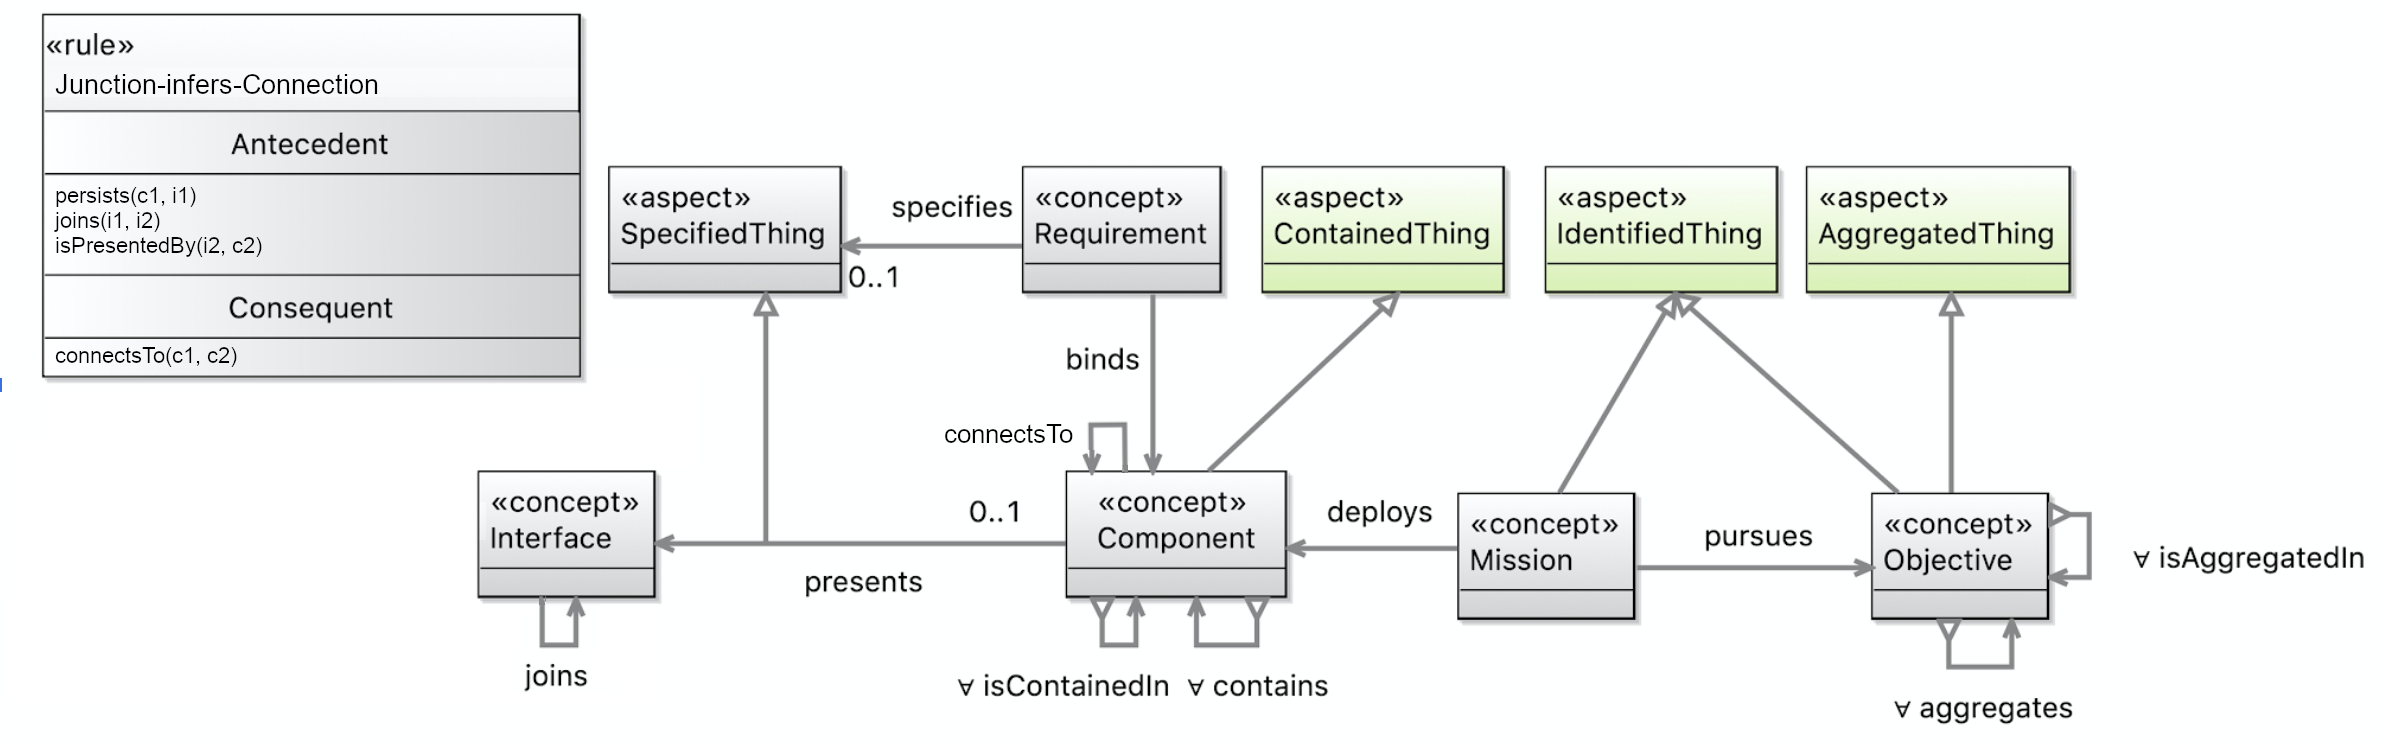 «rule»
Junction-infers-Connection
Antecedent
persists(c1, i1)
joins(i1, i2)
isPresentedBy(i2, c2)
Consequent
connectsTo(c1, c2)
«aspect»
SpecifiedThing
specifies
0..1
«concept»
Requirement
«aspect»
ContainedThing
«aspect»
IdentifiedThing
«aspect»
AggregatedThing
binds
connectsTo
«concept»
Interface
joins
0..1
presents
«concept»
Component
∀ isContainedIn
∀ contains
deploys
«concept»
Mission
pursues
«concept»
Objective
∀ isAggregatedIn
∀ aggregates